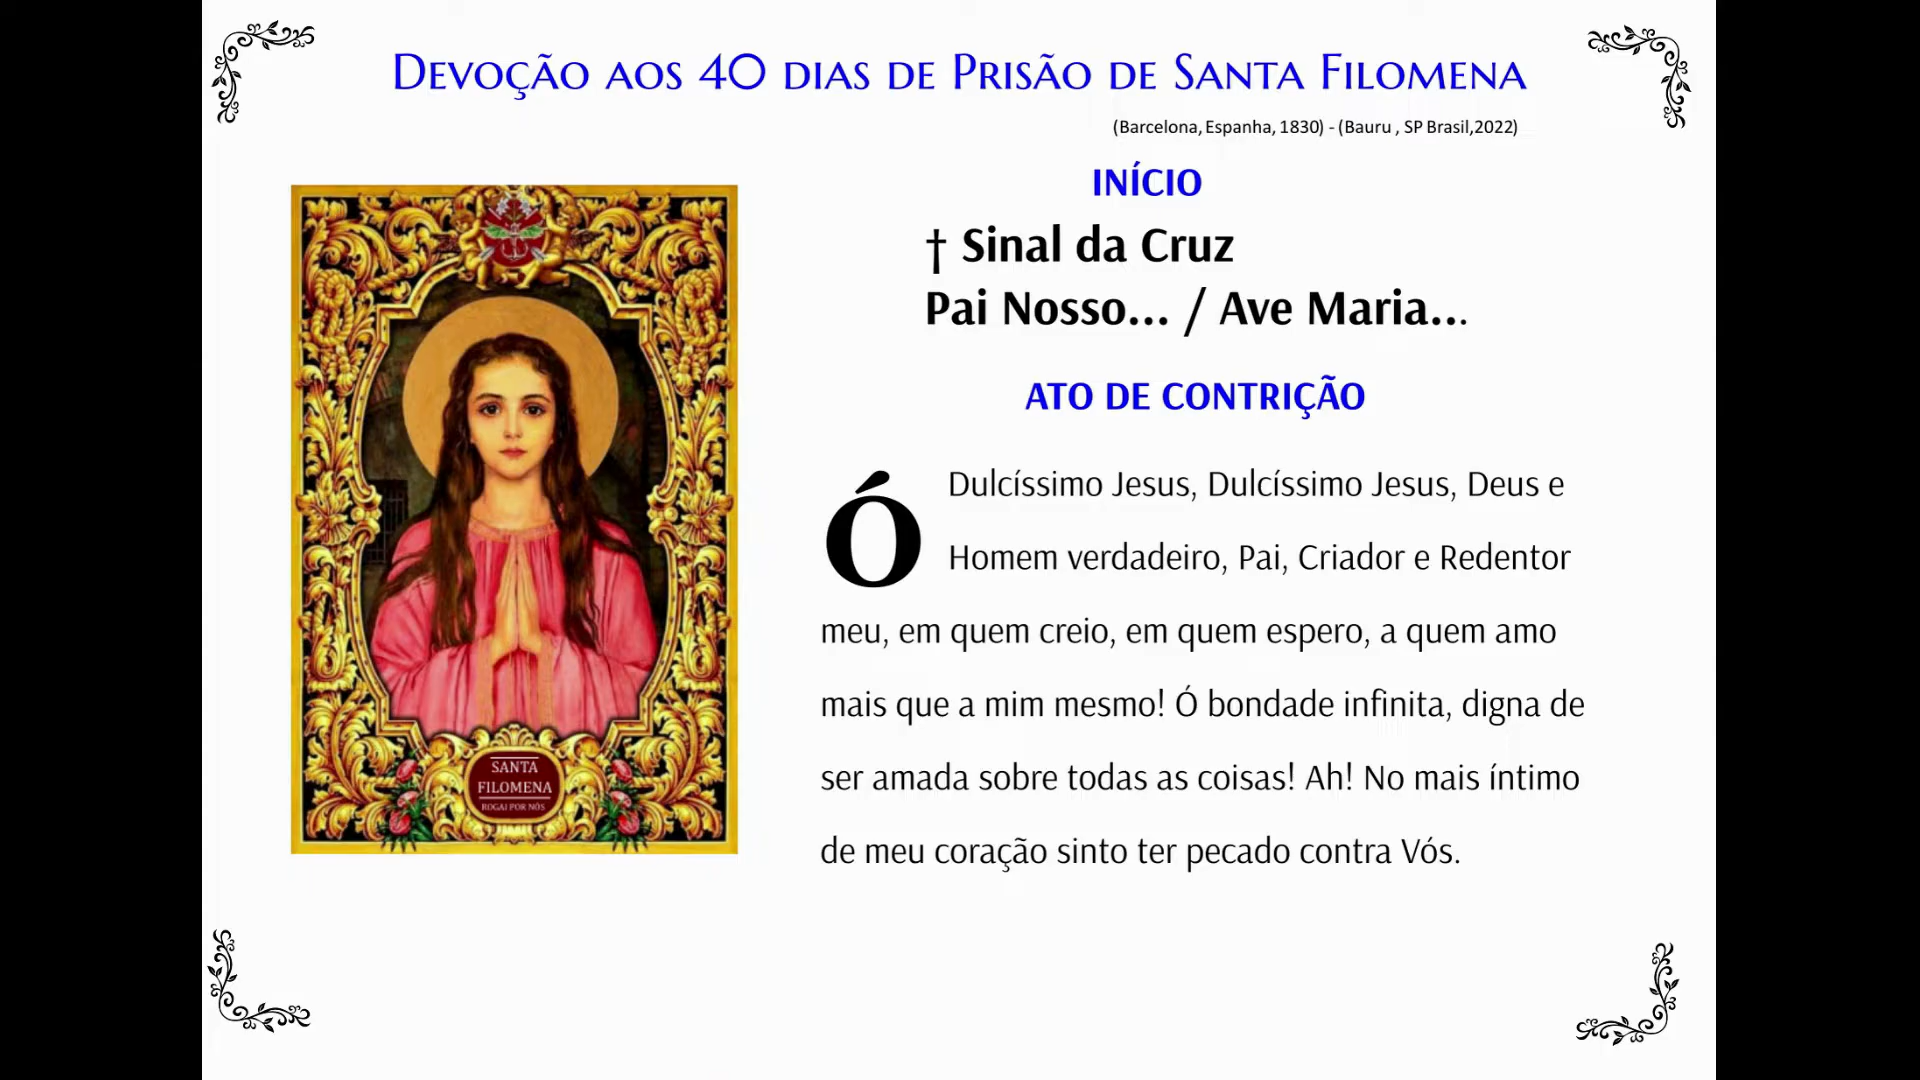 Devoção aos 40 dias de Prisão de Santa Filomena
(Barcelona, Espanha, 1830) - (Bauru , SP Brasil,2022)
INÍCIO
† Sinal da Cruz
Pai Nosso... / Ave Maria...
ATO DE CONTRIÇÃO
Ó Dulcíssimo Jesus, Dulcíssimo Jesus, Deus e
Homem verdadeiro, Pai, Criador e Redentor
meu, em quem creio, em quem espero, a quem amo
mais que a mim mesmo! Ó bondade infinita, digna de
ser amada sobre todas as coisas! Ah! No mais íntimo
de meu coração sinto ter pecado contra Vós.
SANTA
FILOMENA
ROGAI POR NÓS